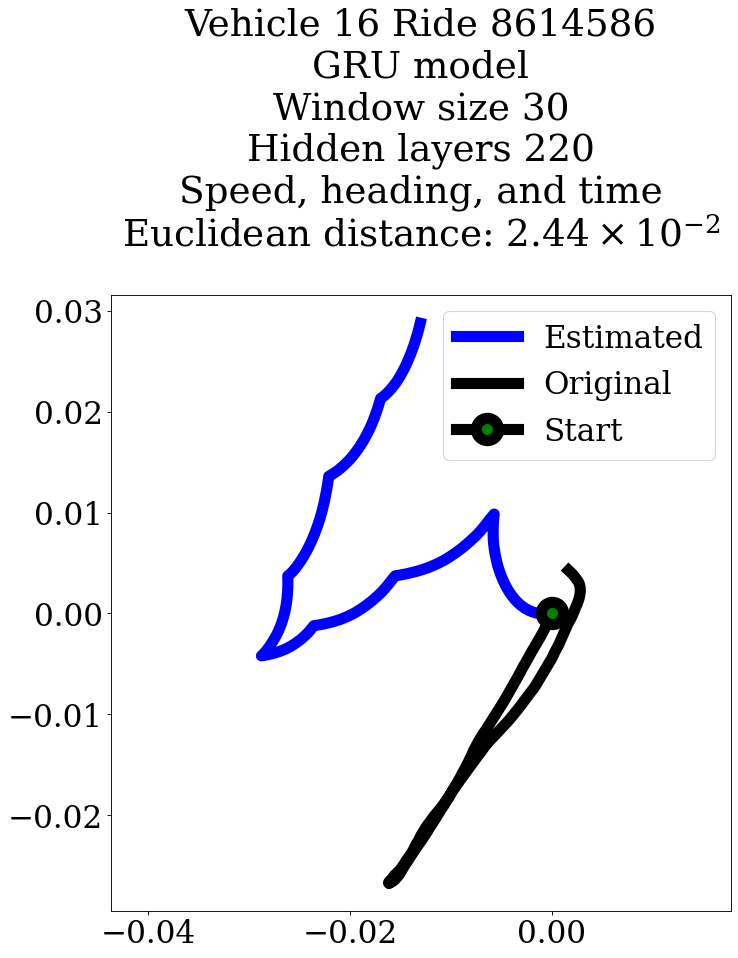 Vehicle 16 Ride 8614586
GRU model
Window size 30
Hidden layers 220
Speed, heading, and time
Euclidean distance: 2.44 × 10⁻²
0.03
0.02
0.01
0.00
−0.01
−0.02
Estimated
Original
Start
−0.04
−0.02
0.00